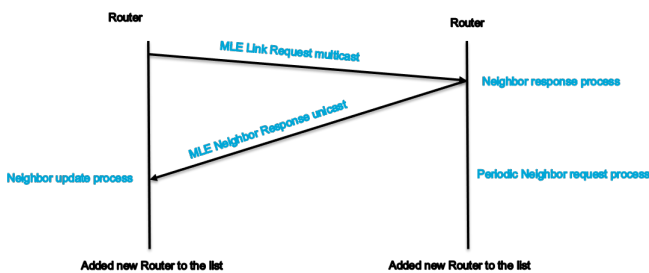 Router
Router
MLE Link Request multicast
Neighbor response process
MLE Neighbor Response unicast
Neighbor update process
Periodic Neighbor request process
Added new Router to the list
Added new Router to the list